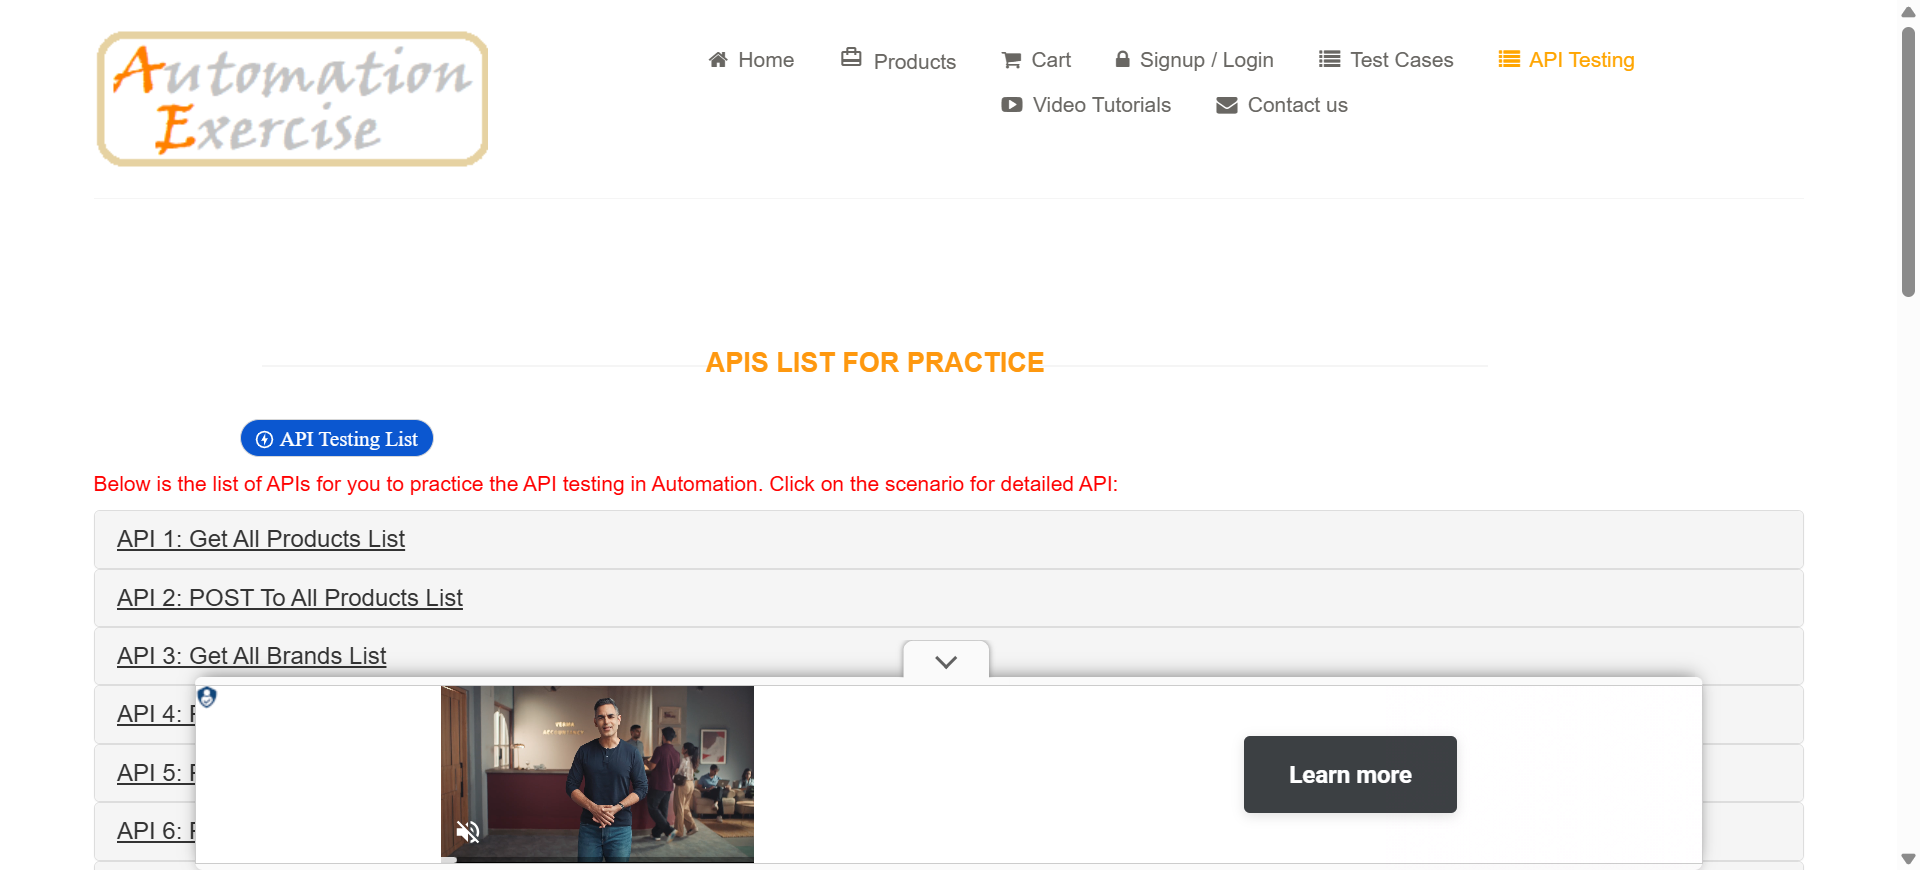 Automation
Exercise
Home
Products
Cart
Signup / Login
Test Cases
API Testing
Video Tutorials
Contact us
APIS LIST FOR PRACTICE
API Testing List
Below is the list of APIs for you to practice the API testing in Automation. Click on the scenario for detailed API:
API 1: Get All Products List
API 2: POST To All Products List
API 3: Get All Brands List
API 4:
API 5:
API 6:
Learn more